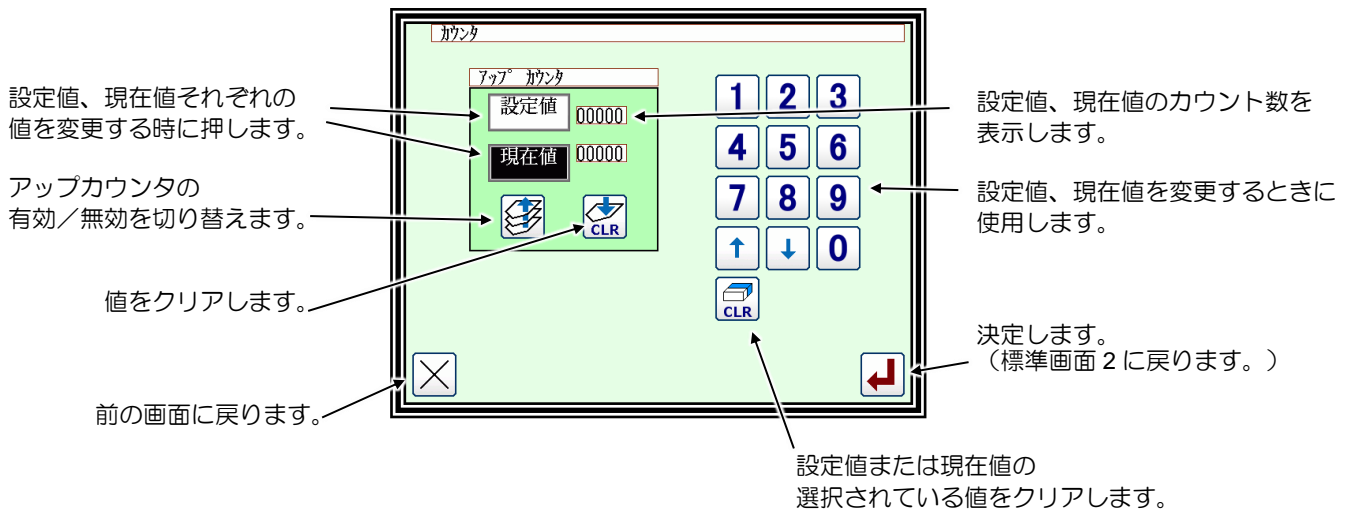 カウンタ
アップ カウンタ
設定値 00000
現在値 00000
CLR
1 2 3
4 5 6
7 8 9
↑ ↓ 0
CLR
設定値、現在値それぞれの
値を変更する時に押します。
アップカウンタの
有効／無効を切り替えます。
値をクリアします。
前の画面に戻ります。
設定値、現在値のカウント数を
表示します。
設定値、現在値を変更するときに
使用します。
決定します。
（標準画面 2 に戻ります。）
設定値または現在値の
選択されている値をクリアします。